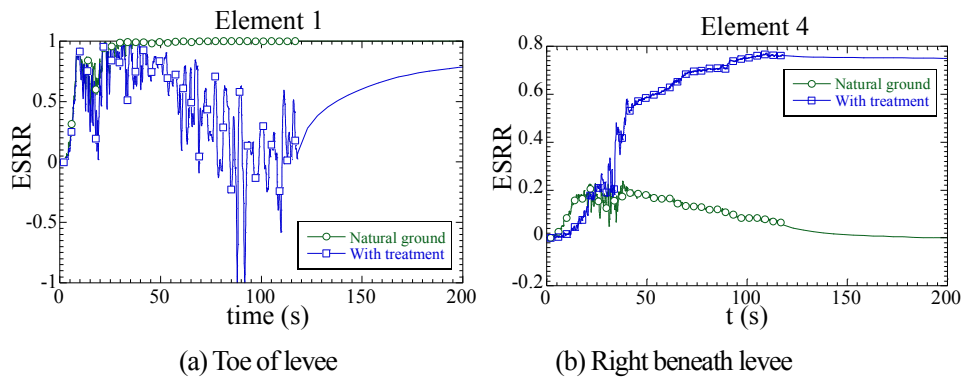 Element 1
ESRR
1
0.5
0
-0.5
-1
Natural ground
With treatment
0 50 100 150 200
time (s)
(a) Toe of levee
Element 4
ESRR
0.8
0.6
0.4
0.2
0
-0.2
Natural ground
With treatment
0 50 100 150 200
t (s)
(b) Right beneath levee